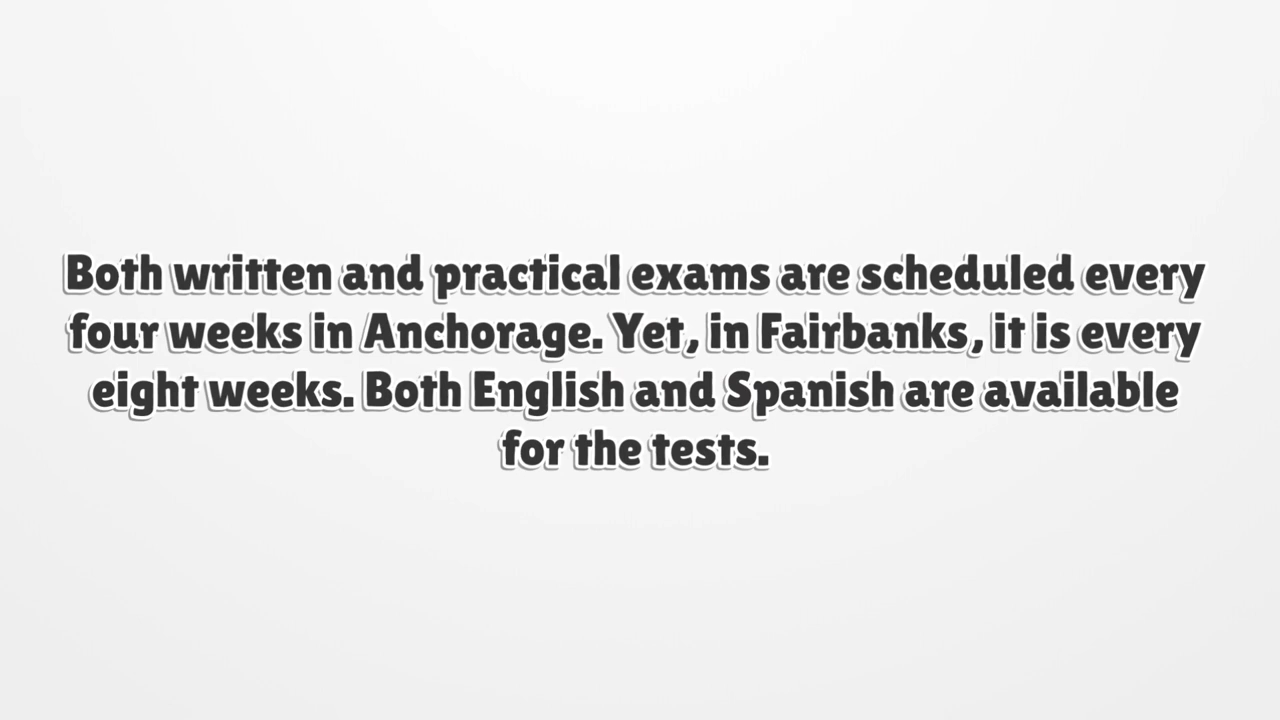 Both written and practical exams are scheduled every
four weeks in Anchorage. Yet, in Fairbanks, it is every
eight weeks. Both English and Spanish are available
for the tests.